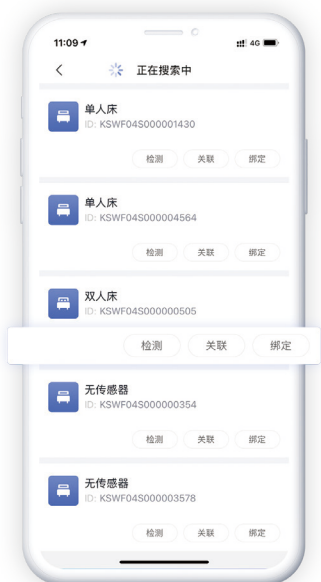 11:09
4G
正在搜索中
单人床
ID: KSWF04S000001430
检测 关联 绑定
单人床
ID: KSWF04S000004564
检测 关联 绑定
双人床
ID: KSWF04S000000505
检测 关联 绑定
无传感器
ID: KSWF04S000000354
检测 关联 绑定
无传感器
ID: KSWF04S000003578
检测 关联 绑定